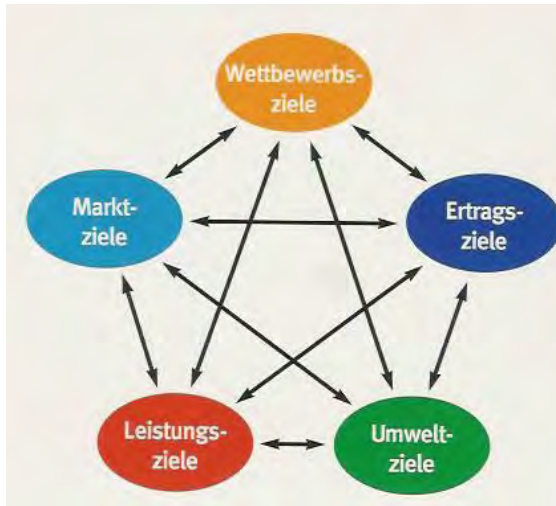 Wettbewerbs-
ziele
Markt-
ziele
Ertrags-
ziele
Leistungs-
ziele
Umwelt-
ziele